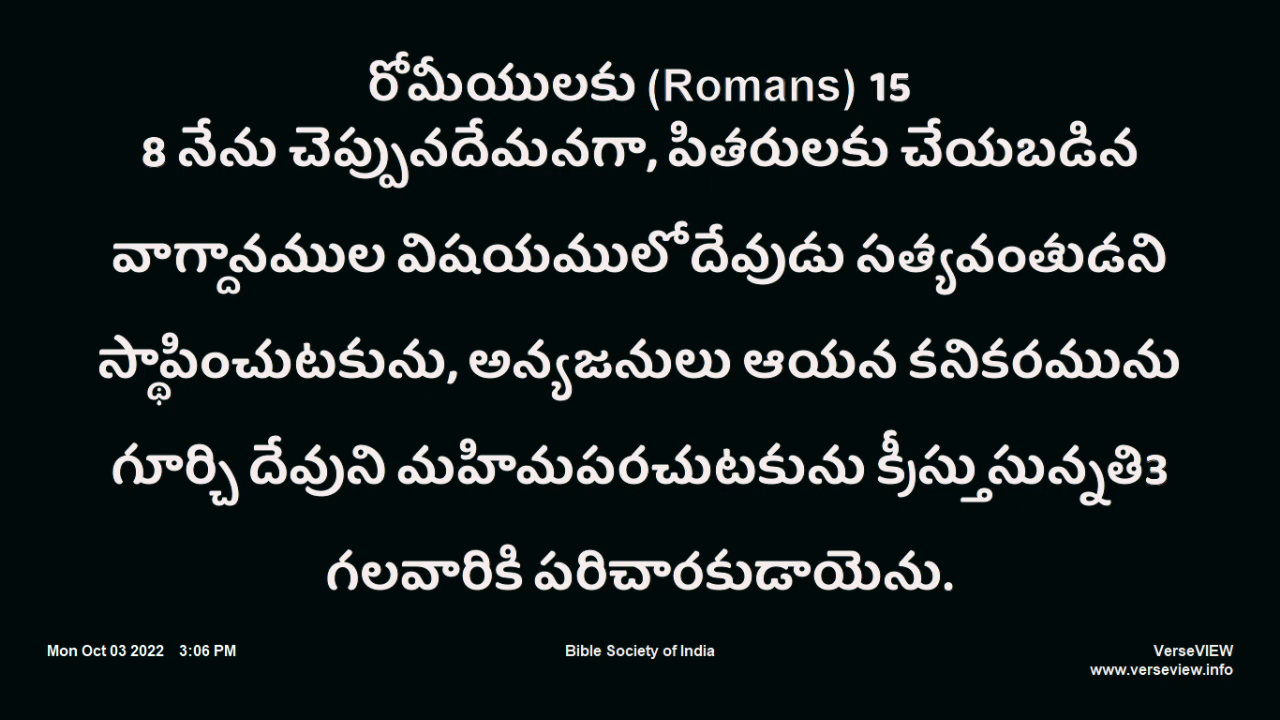 రోమీయులకు (Romans) 15
8 నేను చెప్పునదేమనగా, పితరులకు చేయబడిన
వాగ్దానముల విషయములోదేవుడు సత్యవంతుడని
స్థాపించుటకును, అన్యజనులు ఆయన కనికరమును
గూర్చి దేవుని మహిమపరచుటకును క్రీస్తుసున్నతి3
గలవారికి పరిచారకుడాయెను.
Mon Oct 03 2022 3:06 PM Bible Society of India VerseVIEW
www.verseview.info